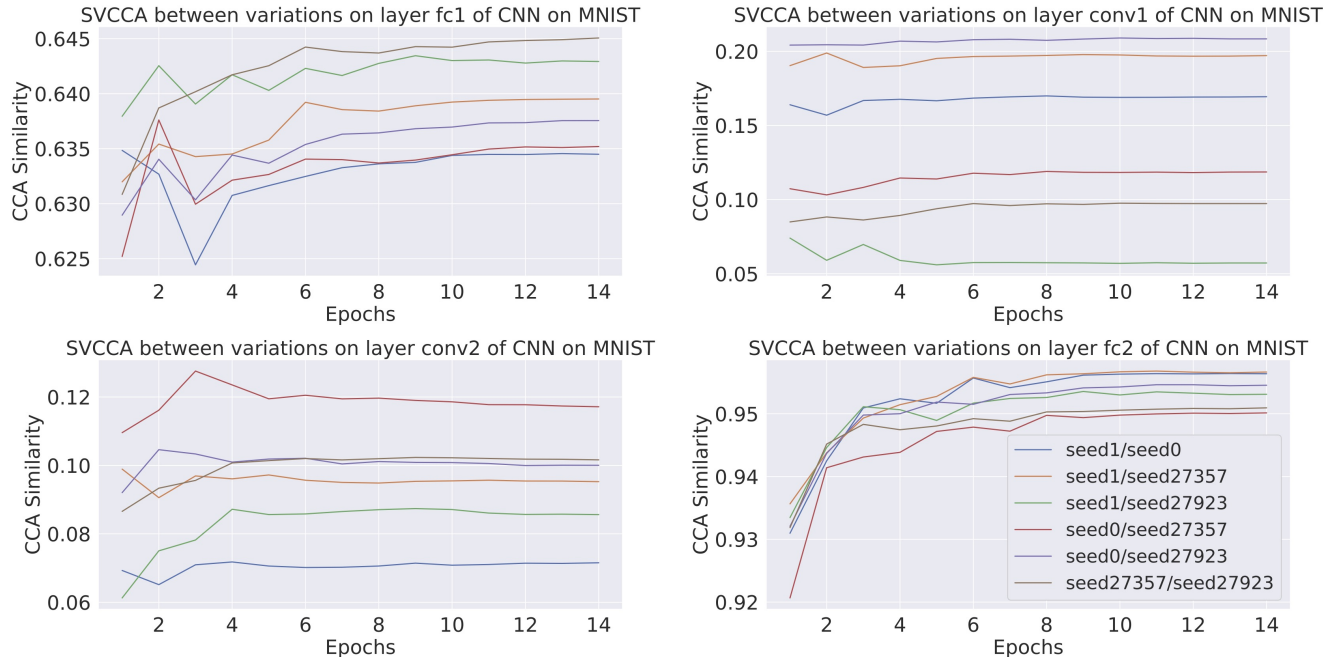 SVCCA between variations on layer fc1 of CNN on MNIST
CCA Similarity
0.645
0.640
0.635
0.630
0.625
2 4 6 8 10 12 14
Epochs
SVCCA between variations on layer conv1 of CNN on MNIST
CCA Similarity
0.20
0.15
0.10
0.05
2 4 6 8 10 12 14
Epochs
SVCCA between variations on layer conv2 of CNN on MNIST
CCA Similarity
0.12
0.10
0.08
0.06
2 4 6 8 10 12 14
Epochs
SVCCA between variations on layer fc2 of CNN on MNIST
CCA Similarity
0.95
0.94
0.93
0.92
seed1/seed0
seed1/seed27357
seed1/seed27923
seed0/seed27357
seed0/seed27923
seed27357/seed27923
2 4 6 8 10 12 14
Epochs